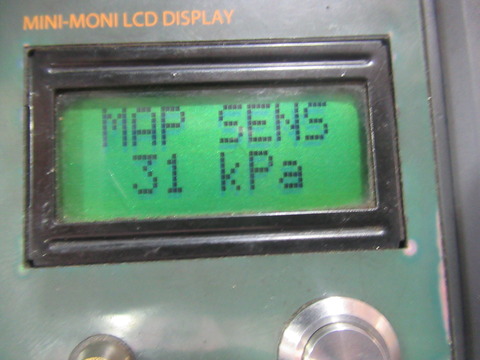 MINI-MONI LCD DISPLAY
MAP SENS
31 kPa